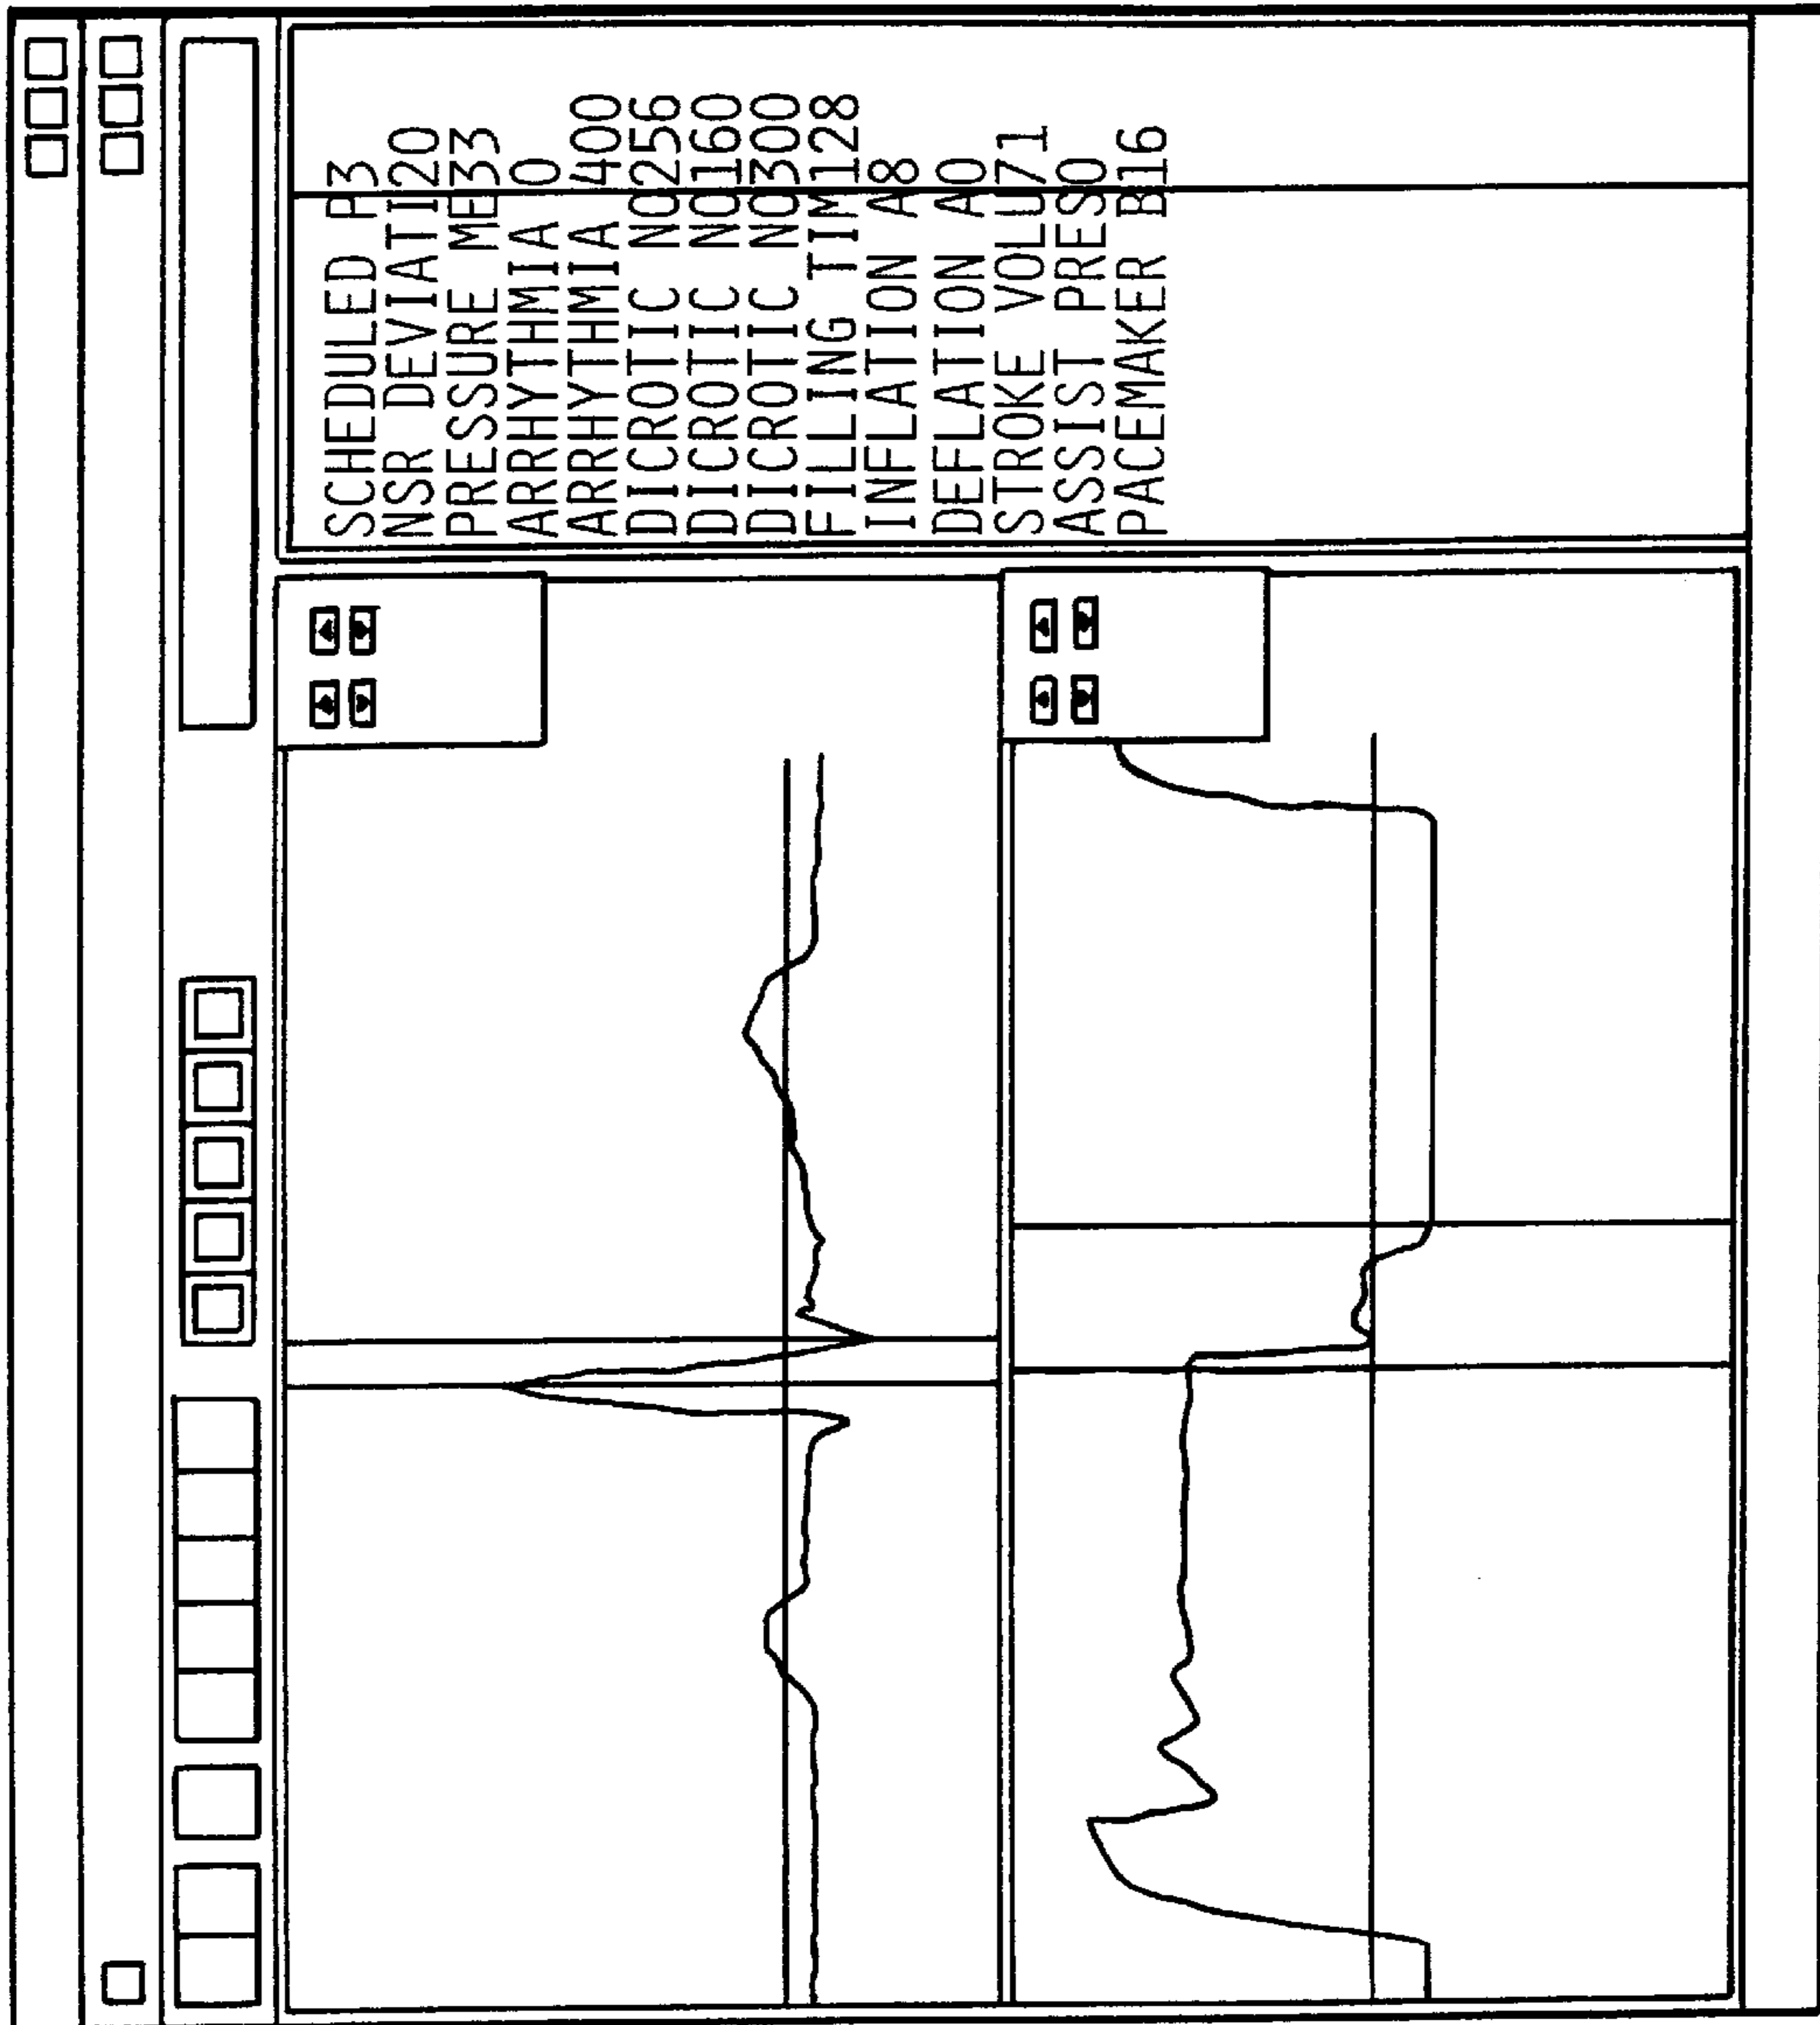 SCHEDULED P3
NSR DEVIATI20
PRESSURE ME33
ARRHYTHMIA 0
ARRHYTHMIA 400
DICROTIC NO256
DICROTIC NO160
DICROTIC NO300
FILLING TIM128
INFLATION A8
DEFLATION A0
STROKE VOLU71
ASSIST PRES0
PACEMAKER B16